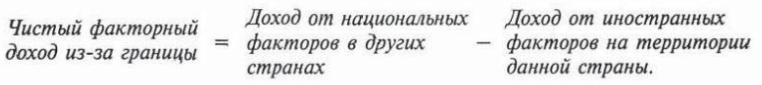 Чистый факторный доход из-за границы = Доход от национальных факторов в других странах − Доход от иностранных факторов на территории данной страны.